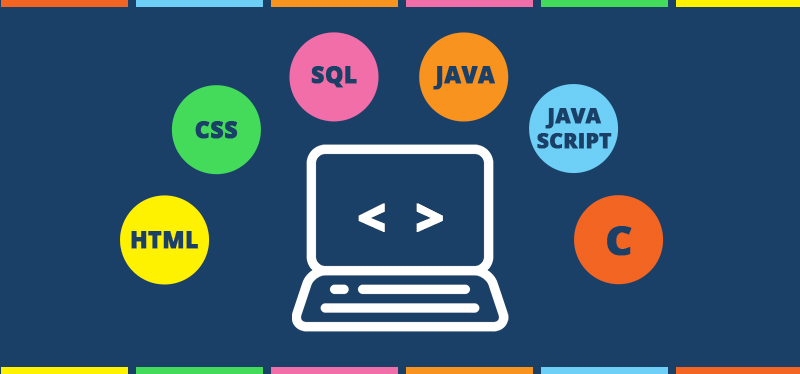 SQL
JAVA
CSS
JAVA
SCRIPT
< >
HTML
C